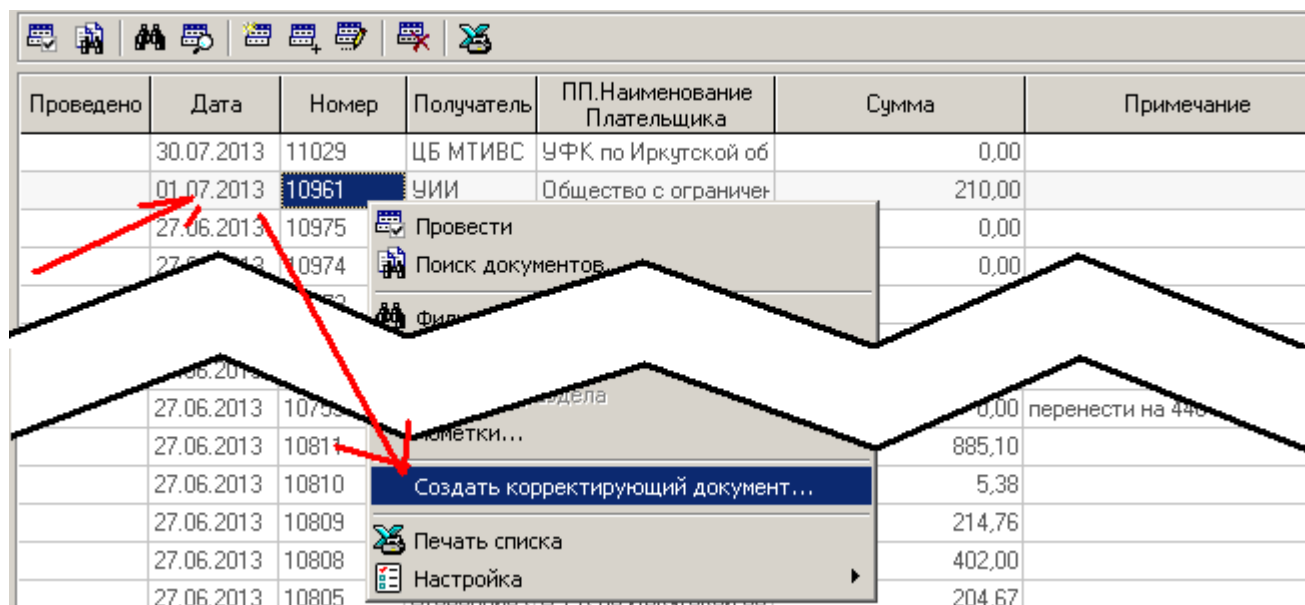 Проведено Дата Номер Получатель ПП.Наименование Плательщика Сумма Примечание
30.07.2013 11029 ЦБ МТИВС УФК по Иркутской об 0,00
01.07.2013 10961 УИИ Общество с ограничен 210,00
27.06.2013 10975 Провести 0,00
10974 Поиск документов... 0,00
27.06.2013 0,00 перенести на
27.06.2013 10811 885,10
27.06.2013 10810 Создать корректирующий документ... 5,38
27.06.2013 10809 214,76
Печать списка
27.06.2013 10808 402,00
Настройка
27.06.2013 10805 204,67